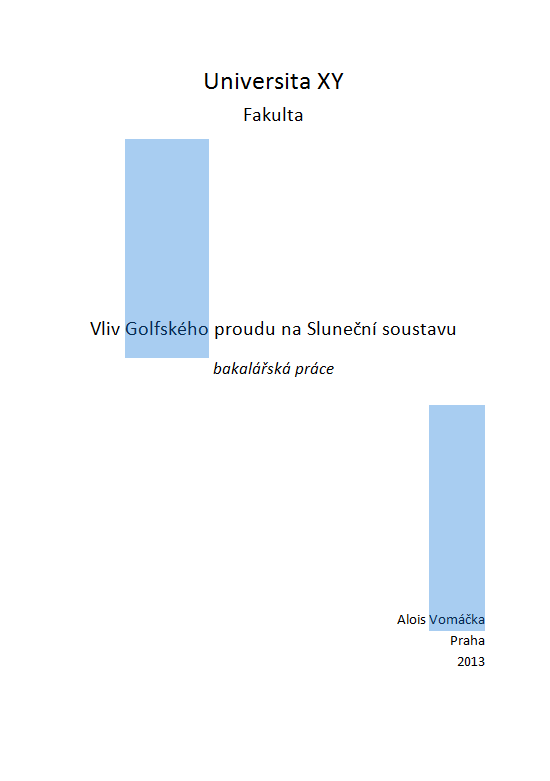 Universita XY
Fakulta
Vliv Golfského proudu na Sluneční soustavu
bakalářská práce
Alois Vomáčka
Praha
2013